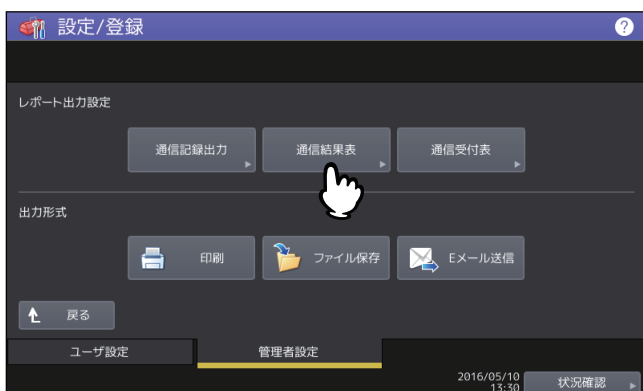 設定/登録
?
レポート出力設定
通信記録出力 通信結果表 通信受付表
出力形式
印刷 ファイル保存 Eメール送信
戻る
ユーザ設定 管理者設定
2016/05/10
13:30 状況確認